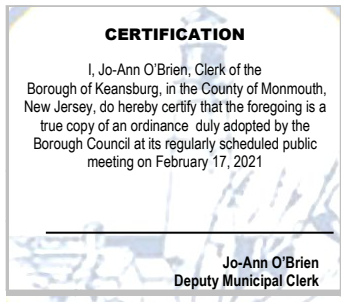 CERTIFICATION
I, Jo-Ann O’Brien, Clerk of the
Borough of Keansburg, in the County of Monmouth,
New Jersey, do hereby certify that the foregoing is a
true copy of an ordinance duly adopted by the
Borough Council at its regularly scheduled public
meeting on February 17, 2021
Jo-Ann O’Brien
Deputy Municipal Clerk